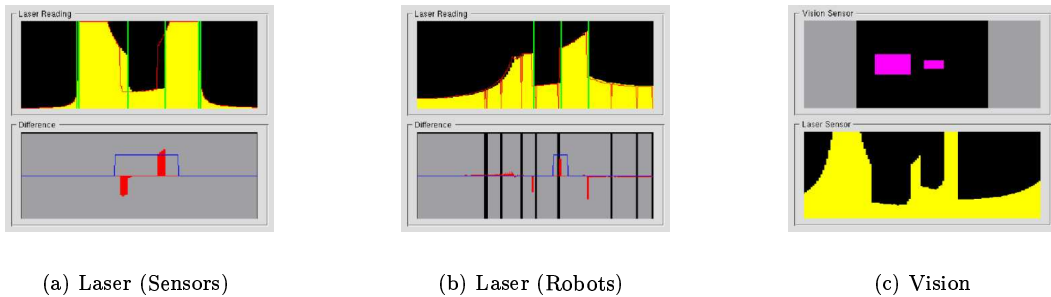 Laser Reading
Difference
Laser Reading
Difference
Vision Sensor
Laser Sensor
(a) Laser (Sensors)
(b) Laser (Robots)
(c) Vision